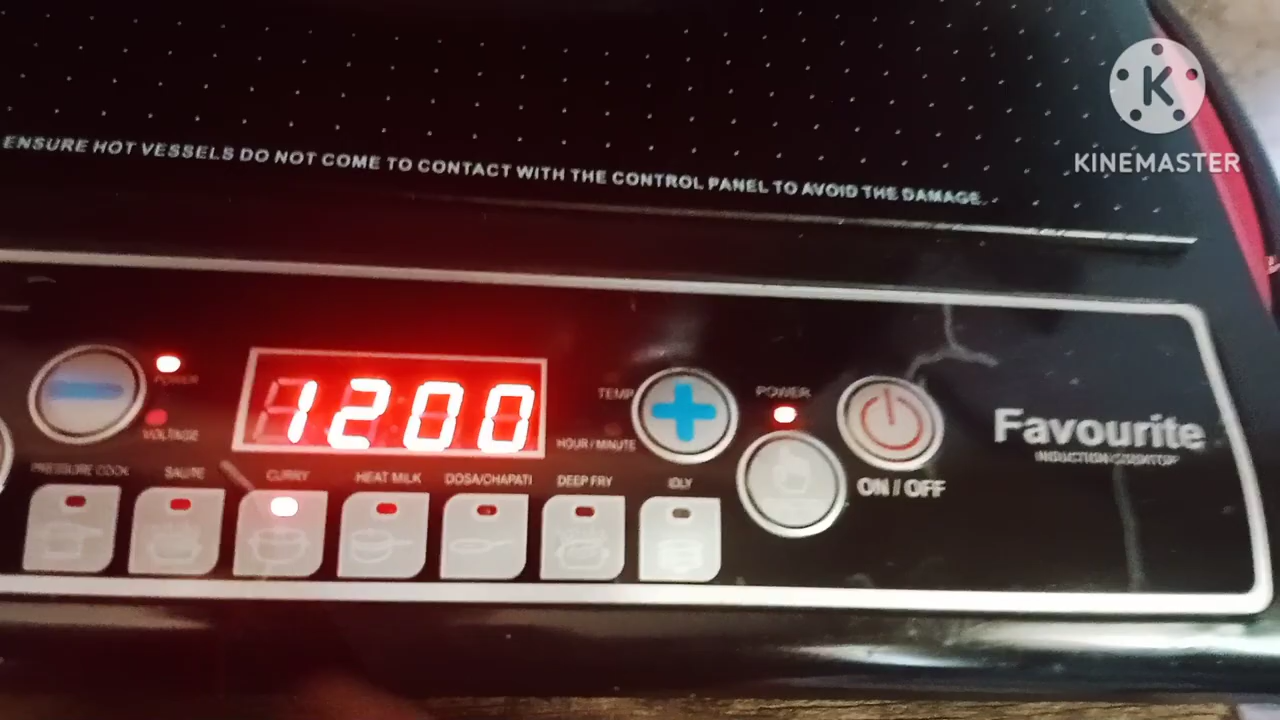 KINEMASTER
ENSURE HOT VESSELS DO NOT COME TO CONTACT WITH THE CONTROL PANEL TO AVOID THE DAMAGE.
POWER
VOLTAGE
1200
TEMP
HOUR / MINUTE
POWER
ON / OFF
Favourite
INDUCTION COOKTOP
PRESSURE COOK
SAUTE
CURRY
HEAT MILK
DOSA/CHAPATI
DEEP FRY
IDLY